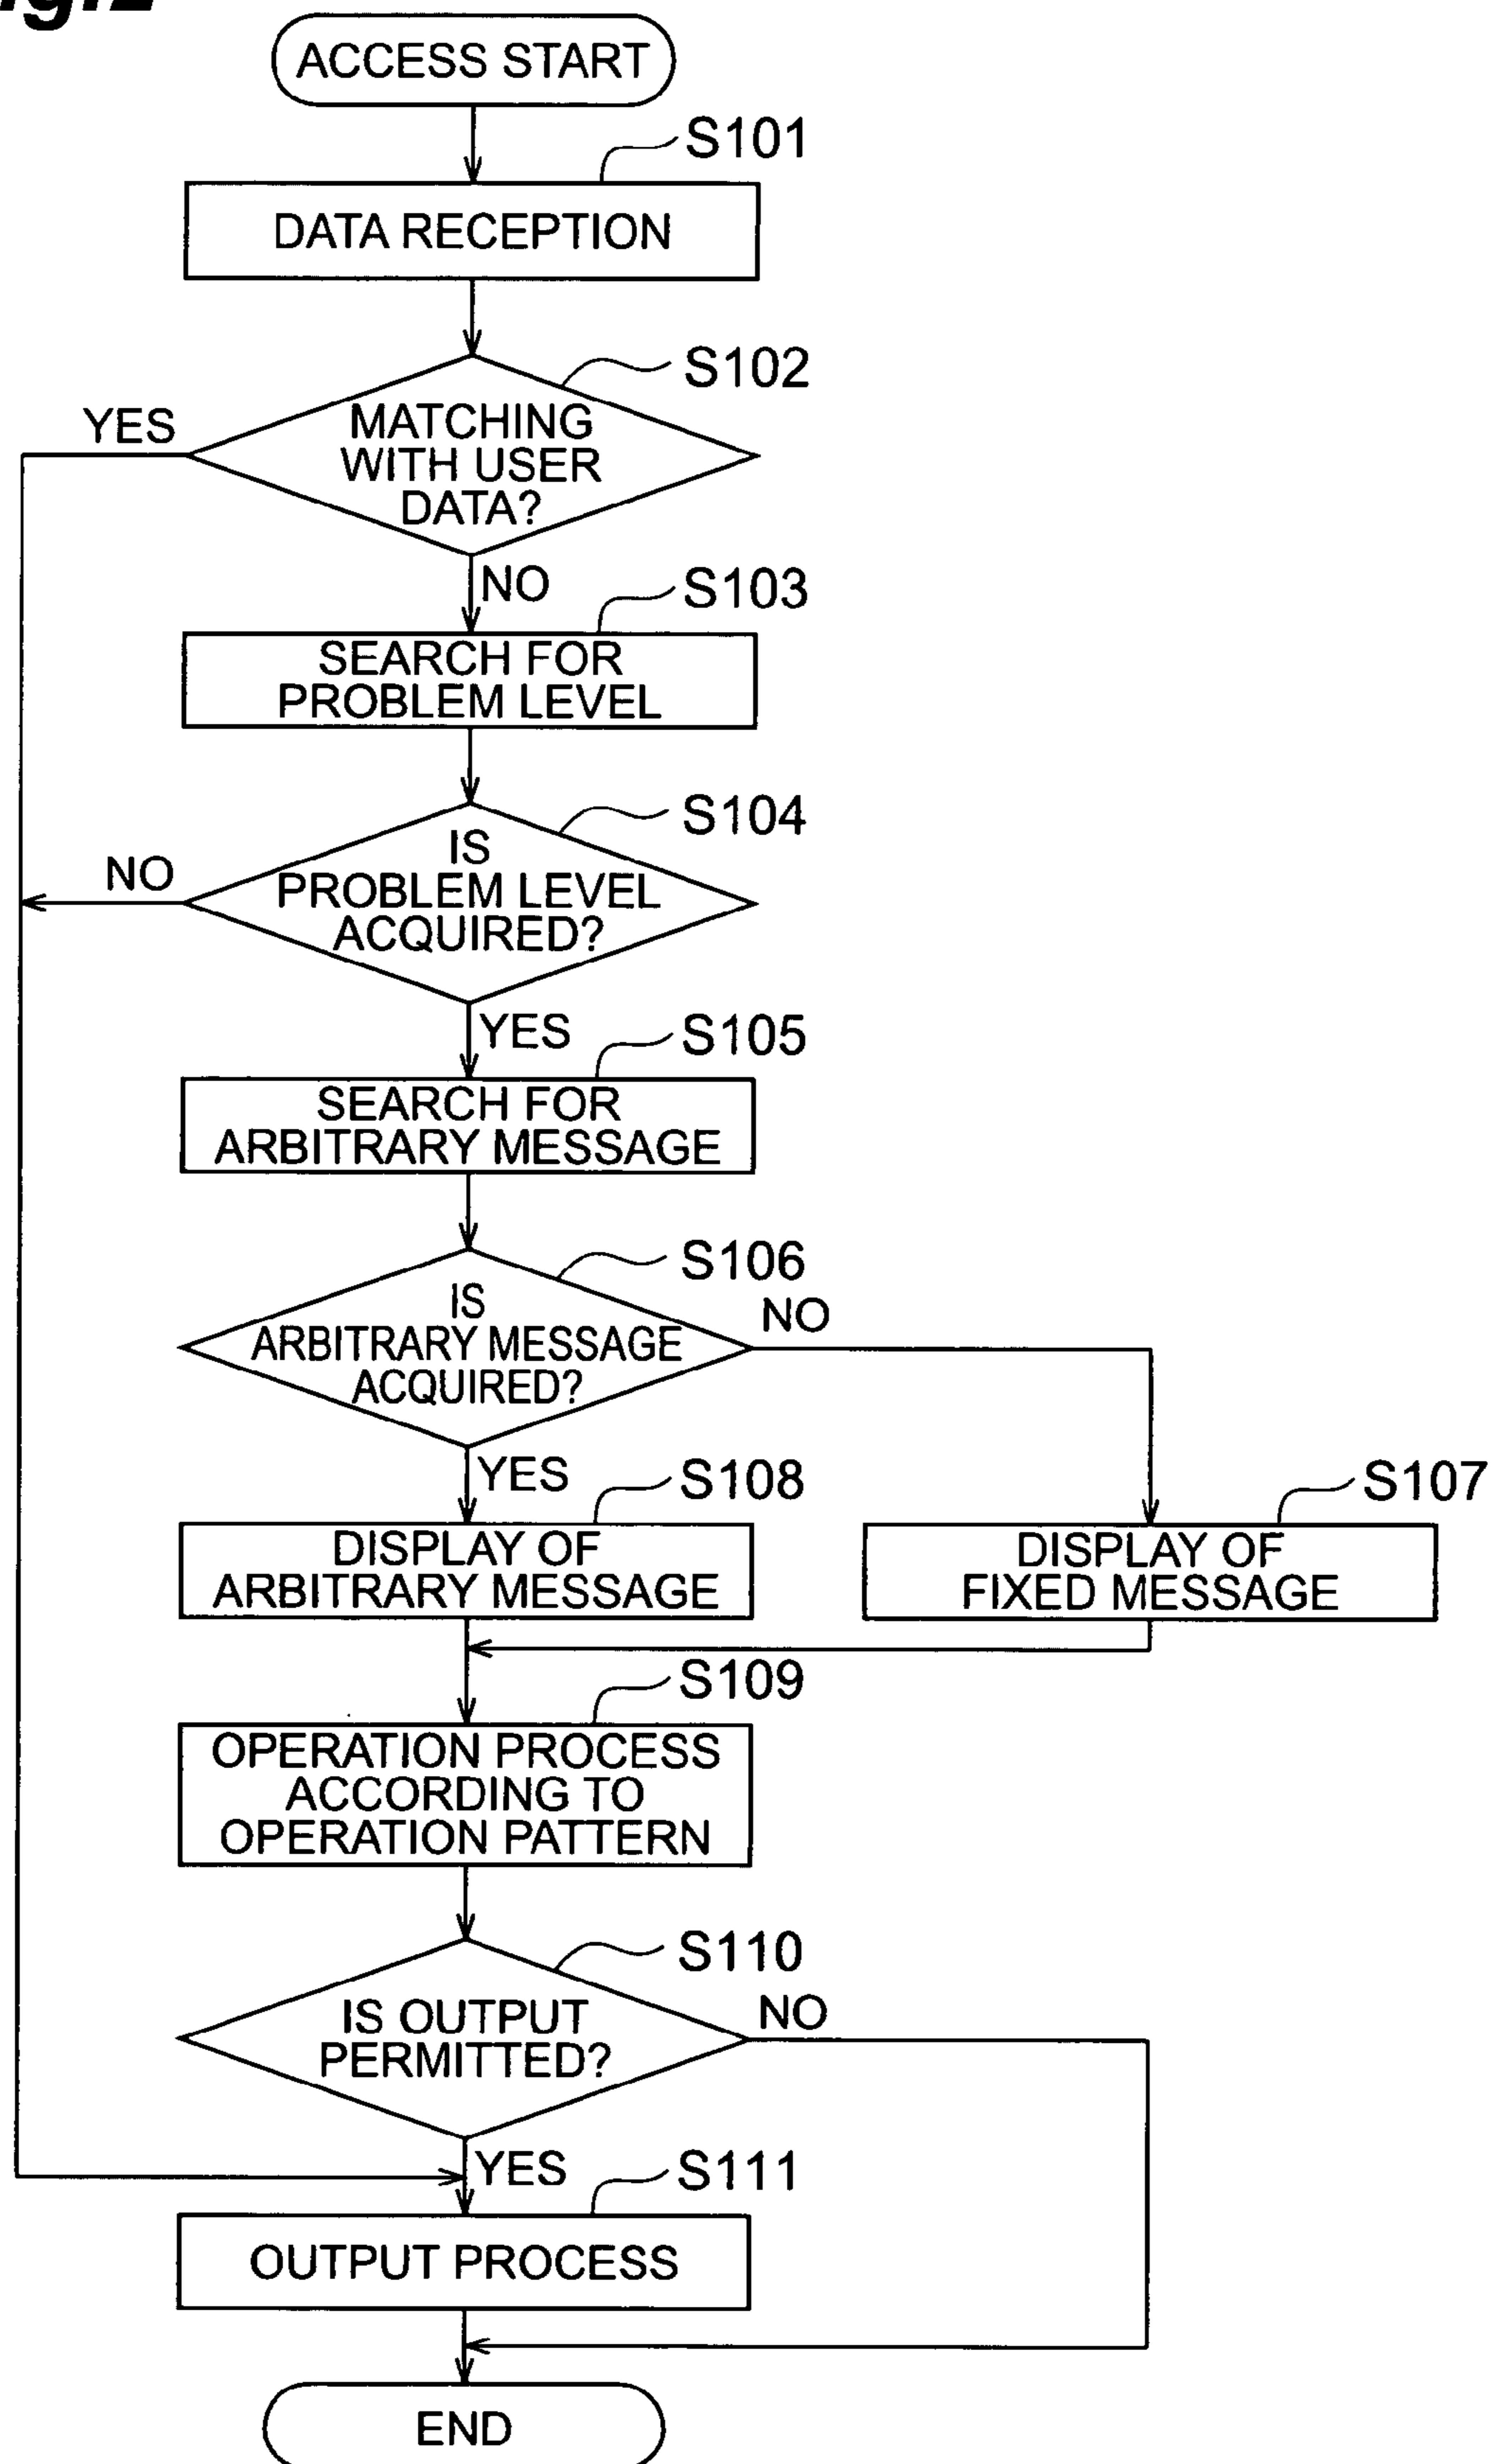 ACCESS START
S101
DATA RECEPTION
S102
YES
MATCHING
WITH USER
DATA?
NO
S103
SEARCH FOR
PROBLEM LEVEL
S104
NO
IS
PROBLEM LEVEL
ACQUIRED?
YES
S105
SEARCH FOR
ARBITRARY MESSAGE
S106
IS
ARBITRARY MESSAGE
ACQUIRED?
NO
YES
S108
S107
DISPLAY OF
ARBITRARY MESSAGE
DISPLAY OF
FIXED MESSAGE
S109
OPERATION PROCESS
ACCORDING TO
OPERATION PATTERN
S110
IS OUTPUT
PERMITTED?
NO
YES
S111
OUTPUT PROCESS
END